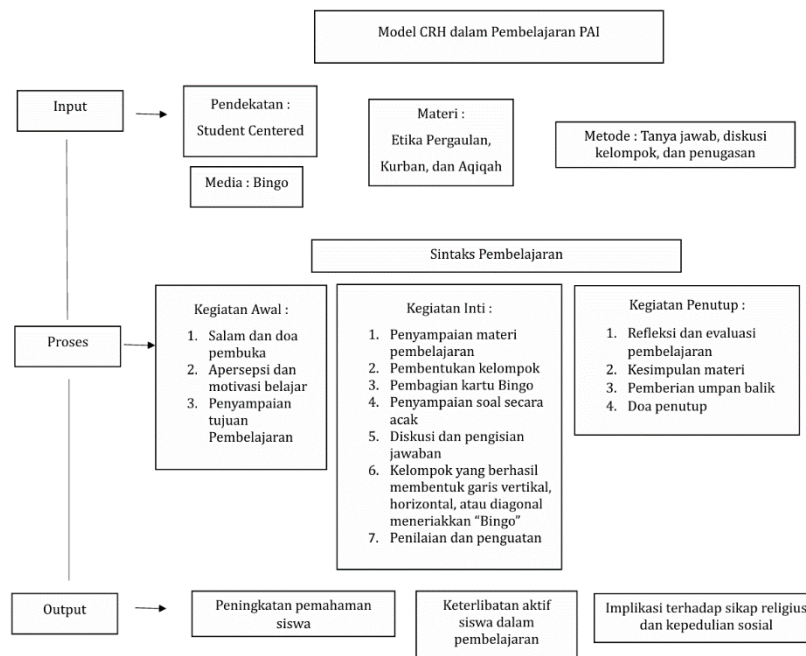 Model CRH dalam Pembelajaran PAI
Input
Pendekatan :
Student Centered
Media : Bingo
Materi :
Etika Pergaulan,
Kurban, dan Aqiqah
Metode : Tanya jawab, diskusi
kelompok, dan penugasan
Sintaks Pembelajaran
Proses
Kegiatan Awal :
1. Salam dan doa
pembuka
2. Apersepsi dan
motivasi belajar
3. Penyampaian
tujuan
Pembelajaran
Kegiatan Inti :
1. Penyampaian materi
pembelajaran
2. Pembentukan kelompok
3. Pembagian kartu Bingo
4. Penyampaian soal secara
acak
5. Diskusi dan pengisian
jawaban
6. Kelompok yang berhasil
membentuk garis vertikal,
horizontal, atau diagonal
meneriakkan “Bingo”
7. Penilaian dan penguatan
Kegiatan Penutup :
1. Refleksi dan evaluasi
pembelajaran
2. Kesimpulan materi
3. Pemberian umpan balik
4. Doa penutup
Output
Peningkatan pemahaman
siswa
Keterlibatan aktif
siswa dalam
pembelajaran
Implikasi terhadap sikap religius
dan kepedulian sosial